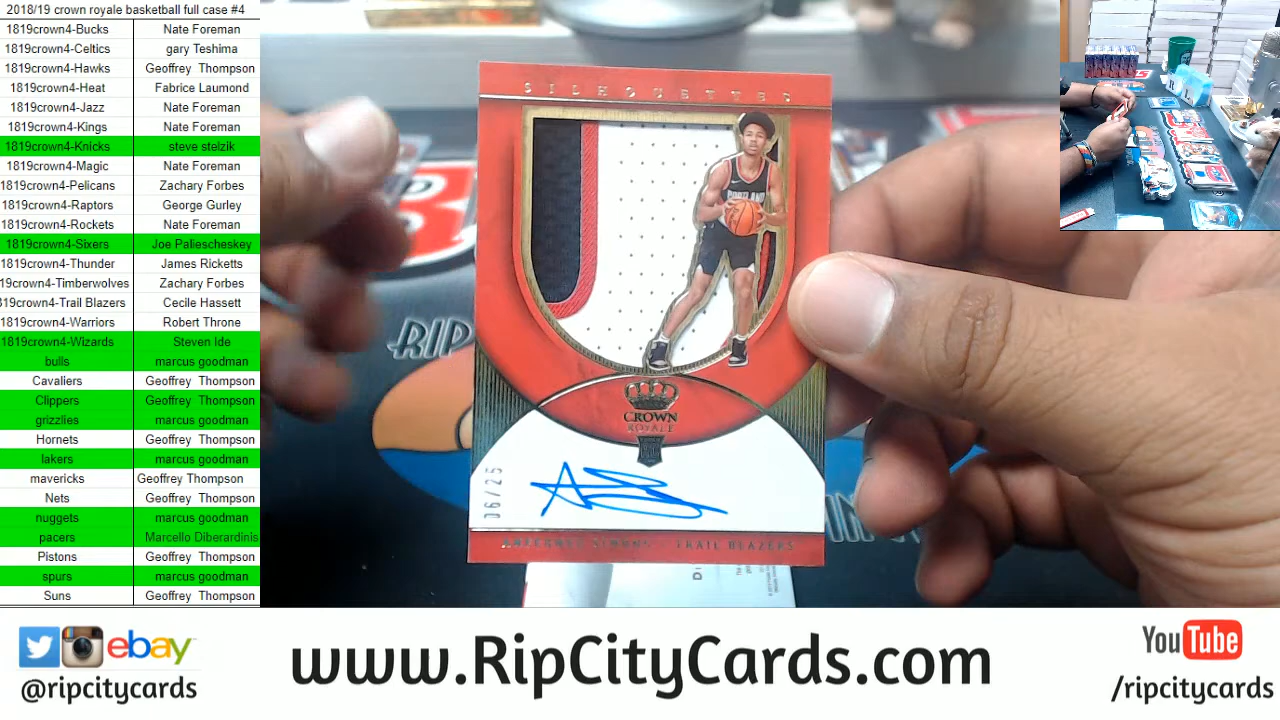 2018/19 crown royale basketball full case #4
1819crown4-Bucks Nate Foreman
1819crown4-Celtics gary Teshima
1819crown4-Hawks Geoffrey Thompson
1819crown4-Heat Fabrice Laumond
1819crown4-Jazz Nate Foreman
1819crown4-Kings Nate Foreman
1819crown4-Knicks steve stelzik
1819crown4-Magic Nate Foreman
1819crown4-Pelicans Zachary Forbes
1819crown4-Raptors George Gurley
1819crown4-Rockets Nate Foreman
1819crown4-Sixers Joe Paliescheskey
1819crown4-Thunder James Ricketts
1819crown4-Timberwolves Zachary Forbes
819crown4-Trail Blazers Cecile Hassett
1819crown4-Warriors Robert Throne
1819crown4-Wizards Steven Ide
bulls marcus goodman
Cavaliers Geoffrey Thompson
Clippers Geoffrey Thompson
grizzlies marcus goodman
Hornets Geoffrey Thompson
lakers marcus goodman
mavericks Geoffrey Thompson
Nets Geoffrey Thompson
nuggets marcus goodman
pacers Marcello Diberardinis
Pistons Geoffrey Thompson
spurs marcus goodman
Suns Geoffrey Thompson
SILHOUETTES
PORTLAND
CROWN
ROYALE
06/25
ANFERNEE SIMONS - TRAIL BLAZERS
RIP
ebay
@ripcitycards
www.RipCityCards.com
YouTube
/ripcitycards